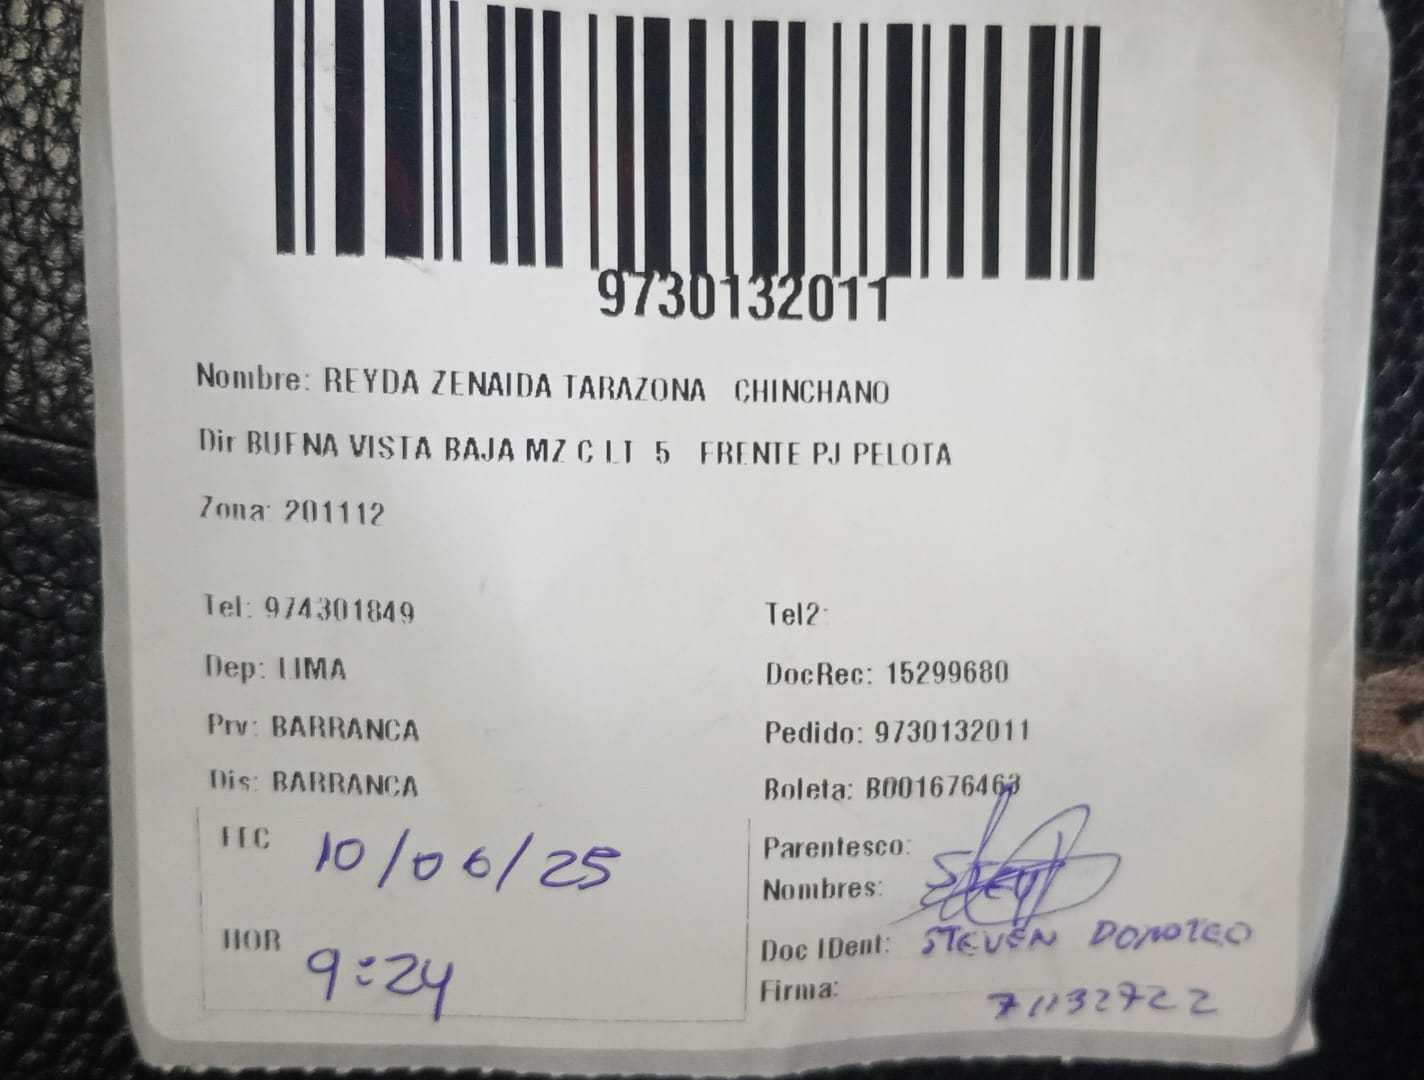 9730132011
Nombre: REYDA ZENAIDA TARAZONA CHINCHANO
Dir BUENA VISTA BAJA MZ C LT 5 FRENTE PJ PELOTA
Zona: 201112
Tel: 974301849 Tel2:
Dep: LIMA DocRec: 15299680
Prv: BARRANCA Pedido: 9730132011
Dis: BARRANCA Boleta: B001676463
FEC 10/06/25
Parentesco:
Nombres:
HOR 9:24
Doc IDent: STEVEN DOROTEO
Firma: 71132722